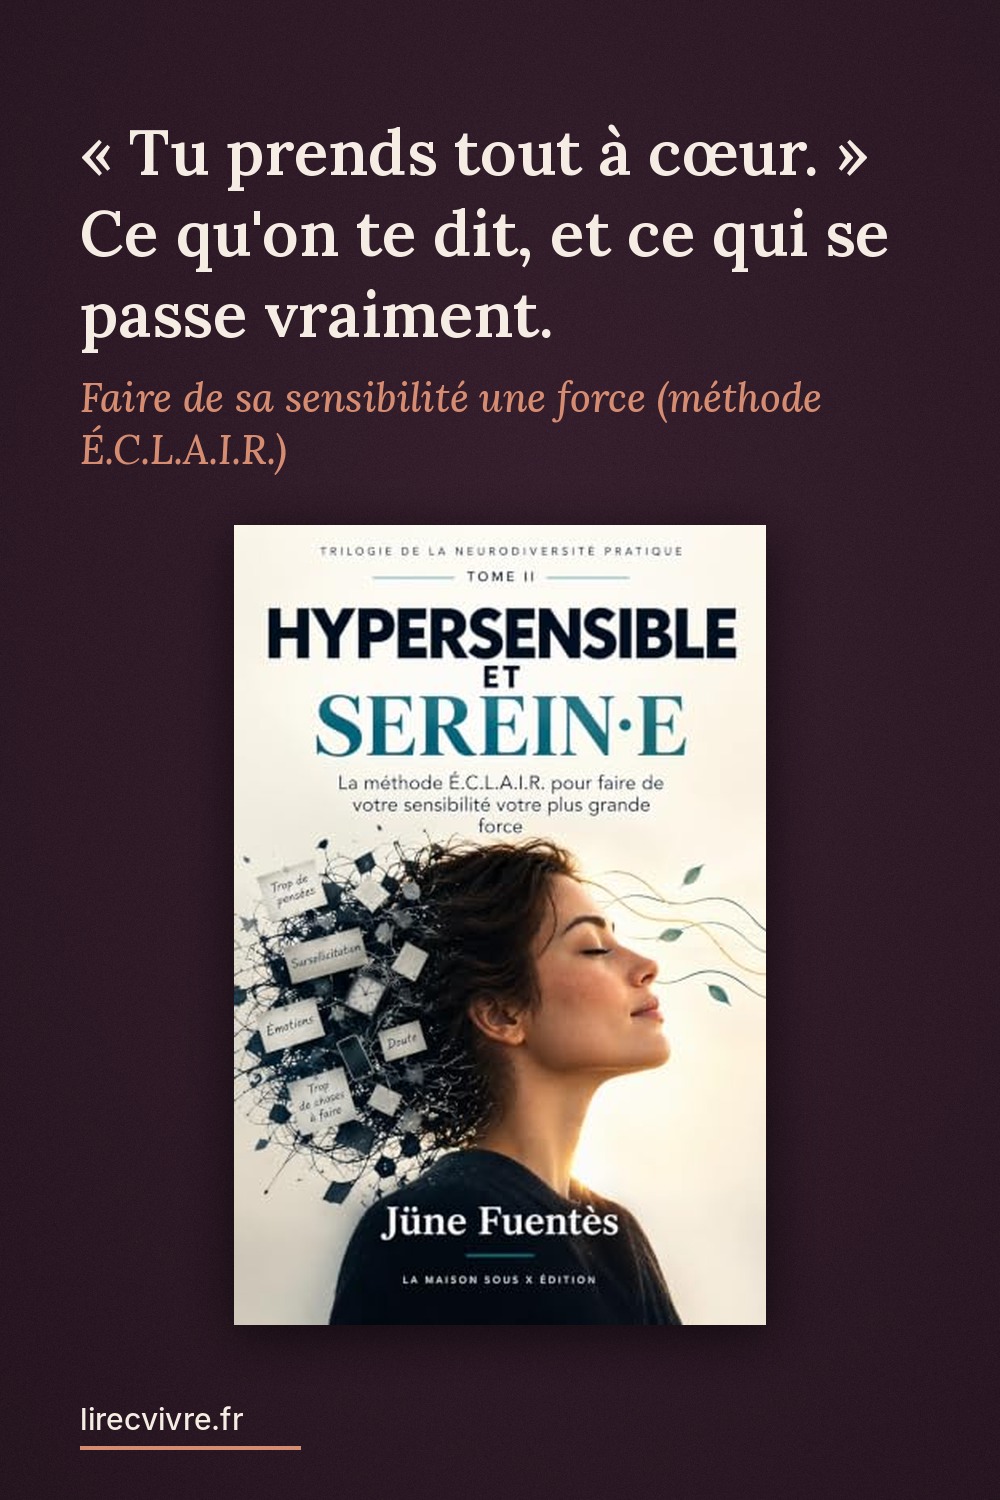 « Tu prends tout à cœur. »
Ce qu'on te dit, et ce qui se
passe vraiment.
Faire de sa sensibilité une force (méthode
É.C.L.A.I.R.)
TRILOGIE DE LA NEURODIVERSITÉ PRATIQUE
TOME II
HYPERSENSIBLE
ET
SEREIN·E
La méthode É.C.L.A.I.R. pour faire de
votre sensibilité votre plus grande
force
Trop de
pensées
Sursollicitation
Émotions
Doute
Trop
de choses
à faire
Jüne Fuentès
LA MAISON SOUS X ÉDITION
lirecvivre.fr